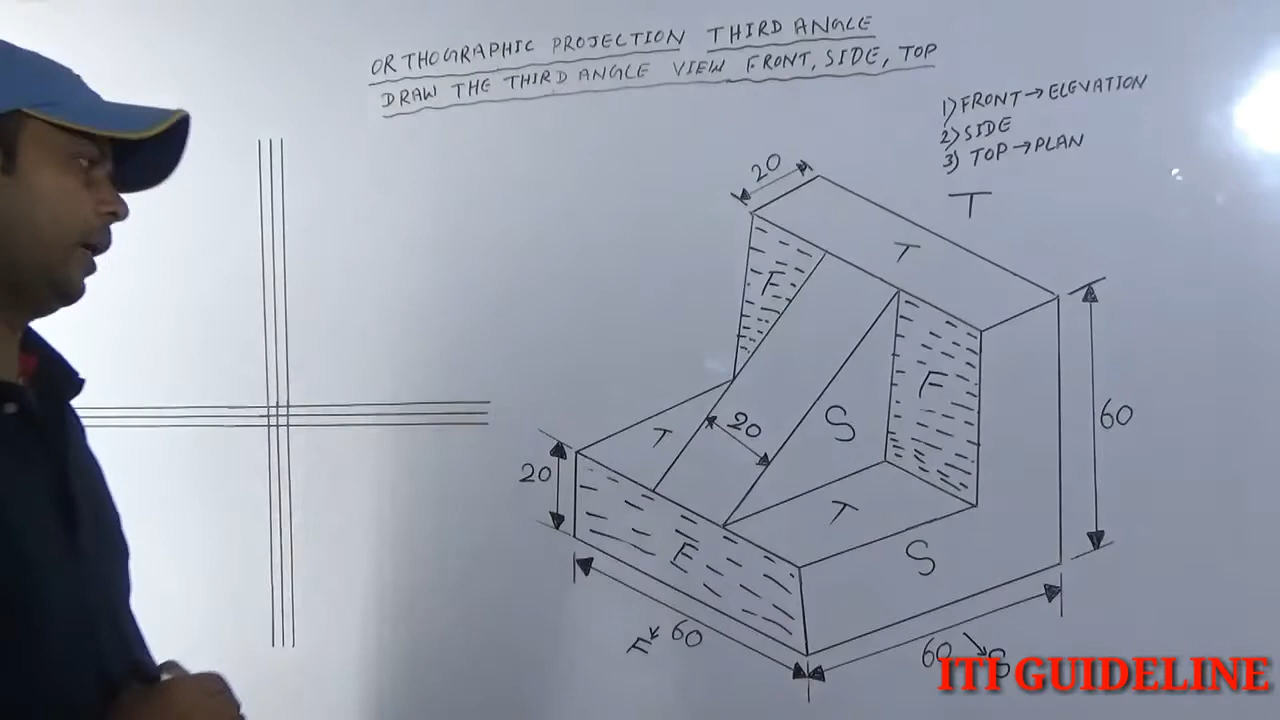 ORTHOGRAPHIC PROJECTION THIRD ANGLE
DRAW THE THIRD ANGLE VIEW FRONT, SIDE, TOP
1) FRONT → ELEVATION
2) SIDE
3) TOP → PLAN
T
20
T
F
F
60
S
20
T
20
T
F
S
F
60
60
S
ITI GUIDELINE